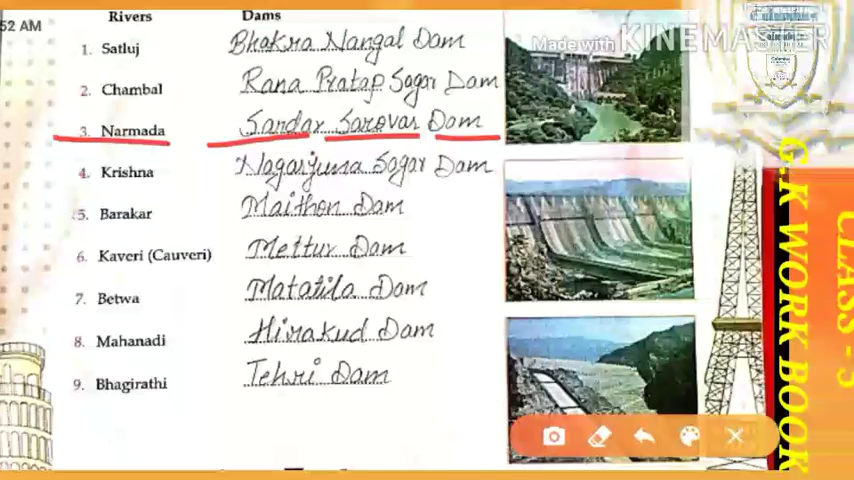 52 AM
Rivers Dams
Made with KINEMASTER
1. Satluj Bhakra Nangal Dam
2. Chambal Rana Pratap Sagar Dam
3. Narmada Sardar Sarovar Dam
4. Krishna Nagarjuna Sagar Dam
5. Barakar Maithon Dam
6. Kaveri (Cauveri) Mettur Dam
7. Betwa Matatila Dam
8. Mahanadi Hirakud Dam
9. Bhagirathi Tehri Dam
G.K WORK BOOK
CLASS - 5